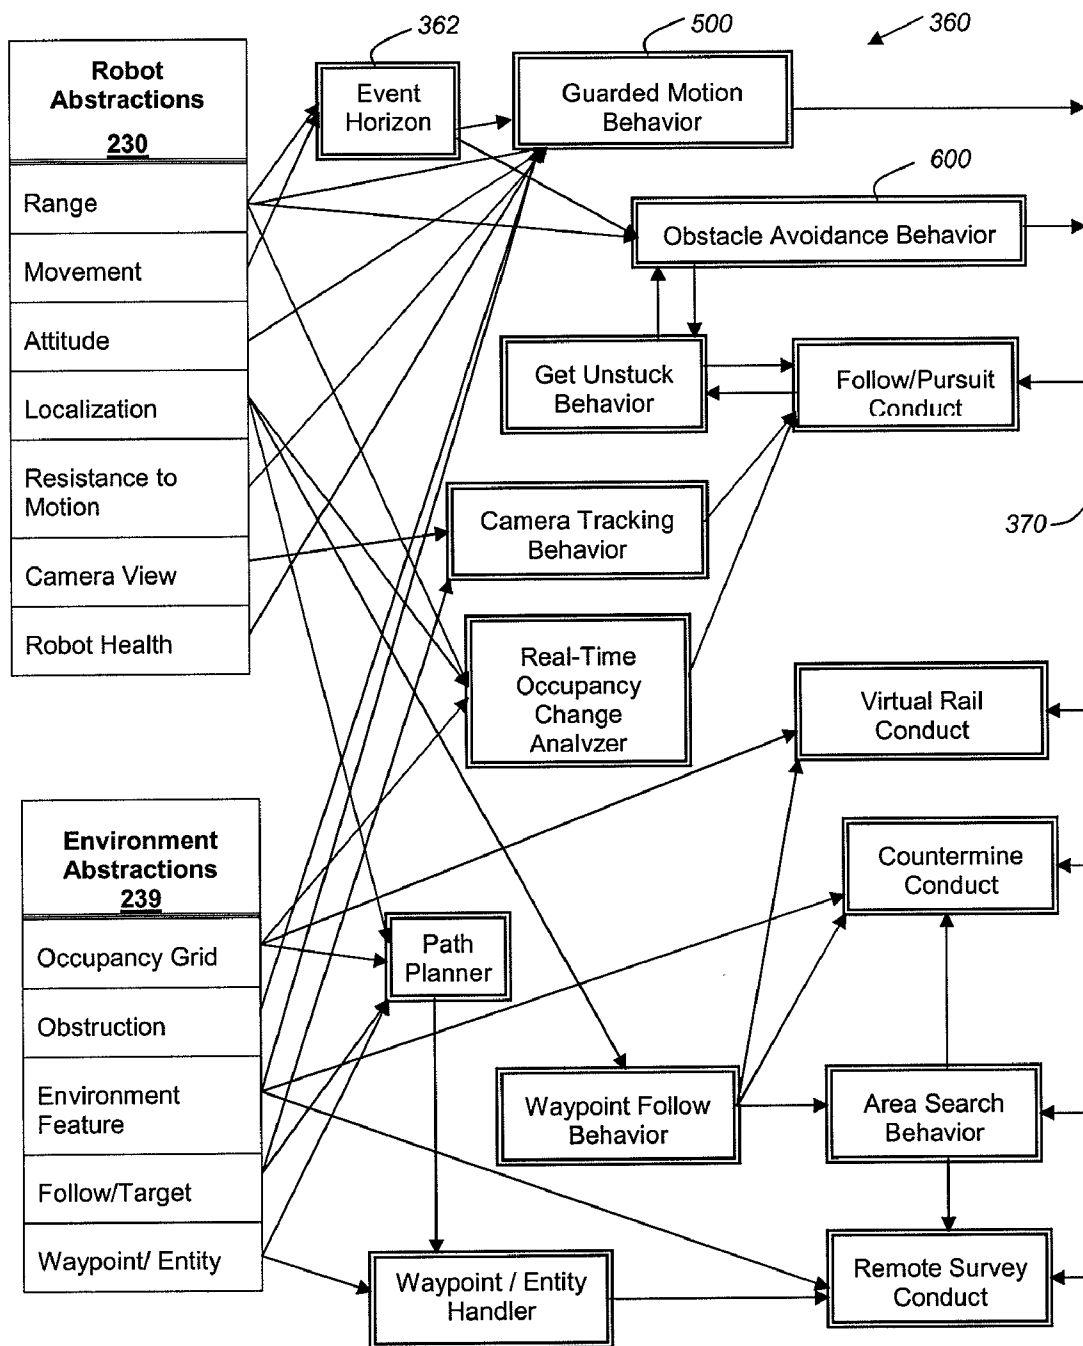 362
500
360
Robot
Abstractions
230
Range
Movement
Attitude
Localization
Resistance to
Motion
Camera View
Robot Health
Event
Horizon
Guarded Motion
Behavior
600
Obstacle Avoidance Behavior
Get Unstuck
Behavior
Follow/Pursuit
Conduct
Camera Tracking
Behavior
370
Real-Time
Occupancy
Change
Analyzer
Virtual Rail
Conduct
Environment
Abstractions
239
Occupancy Grid
Obstruction
Environment
Feature
Follow/Target
Waypoint/ Entity
Countermine
Conduct
Path
Planner
Waypoint Follow
Behavior
Area Search
Behavior
Waypoint / Entity
Handler
Remote Survey
Conduct